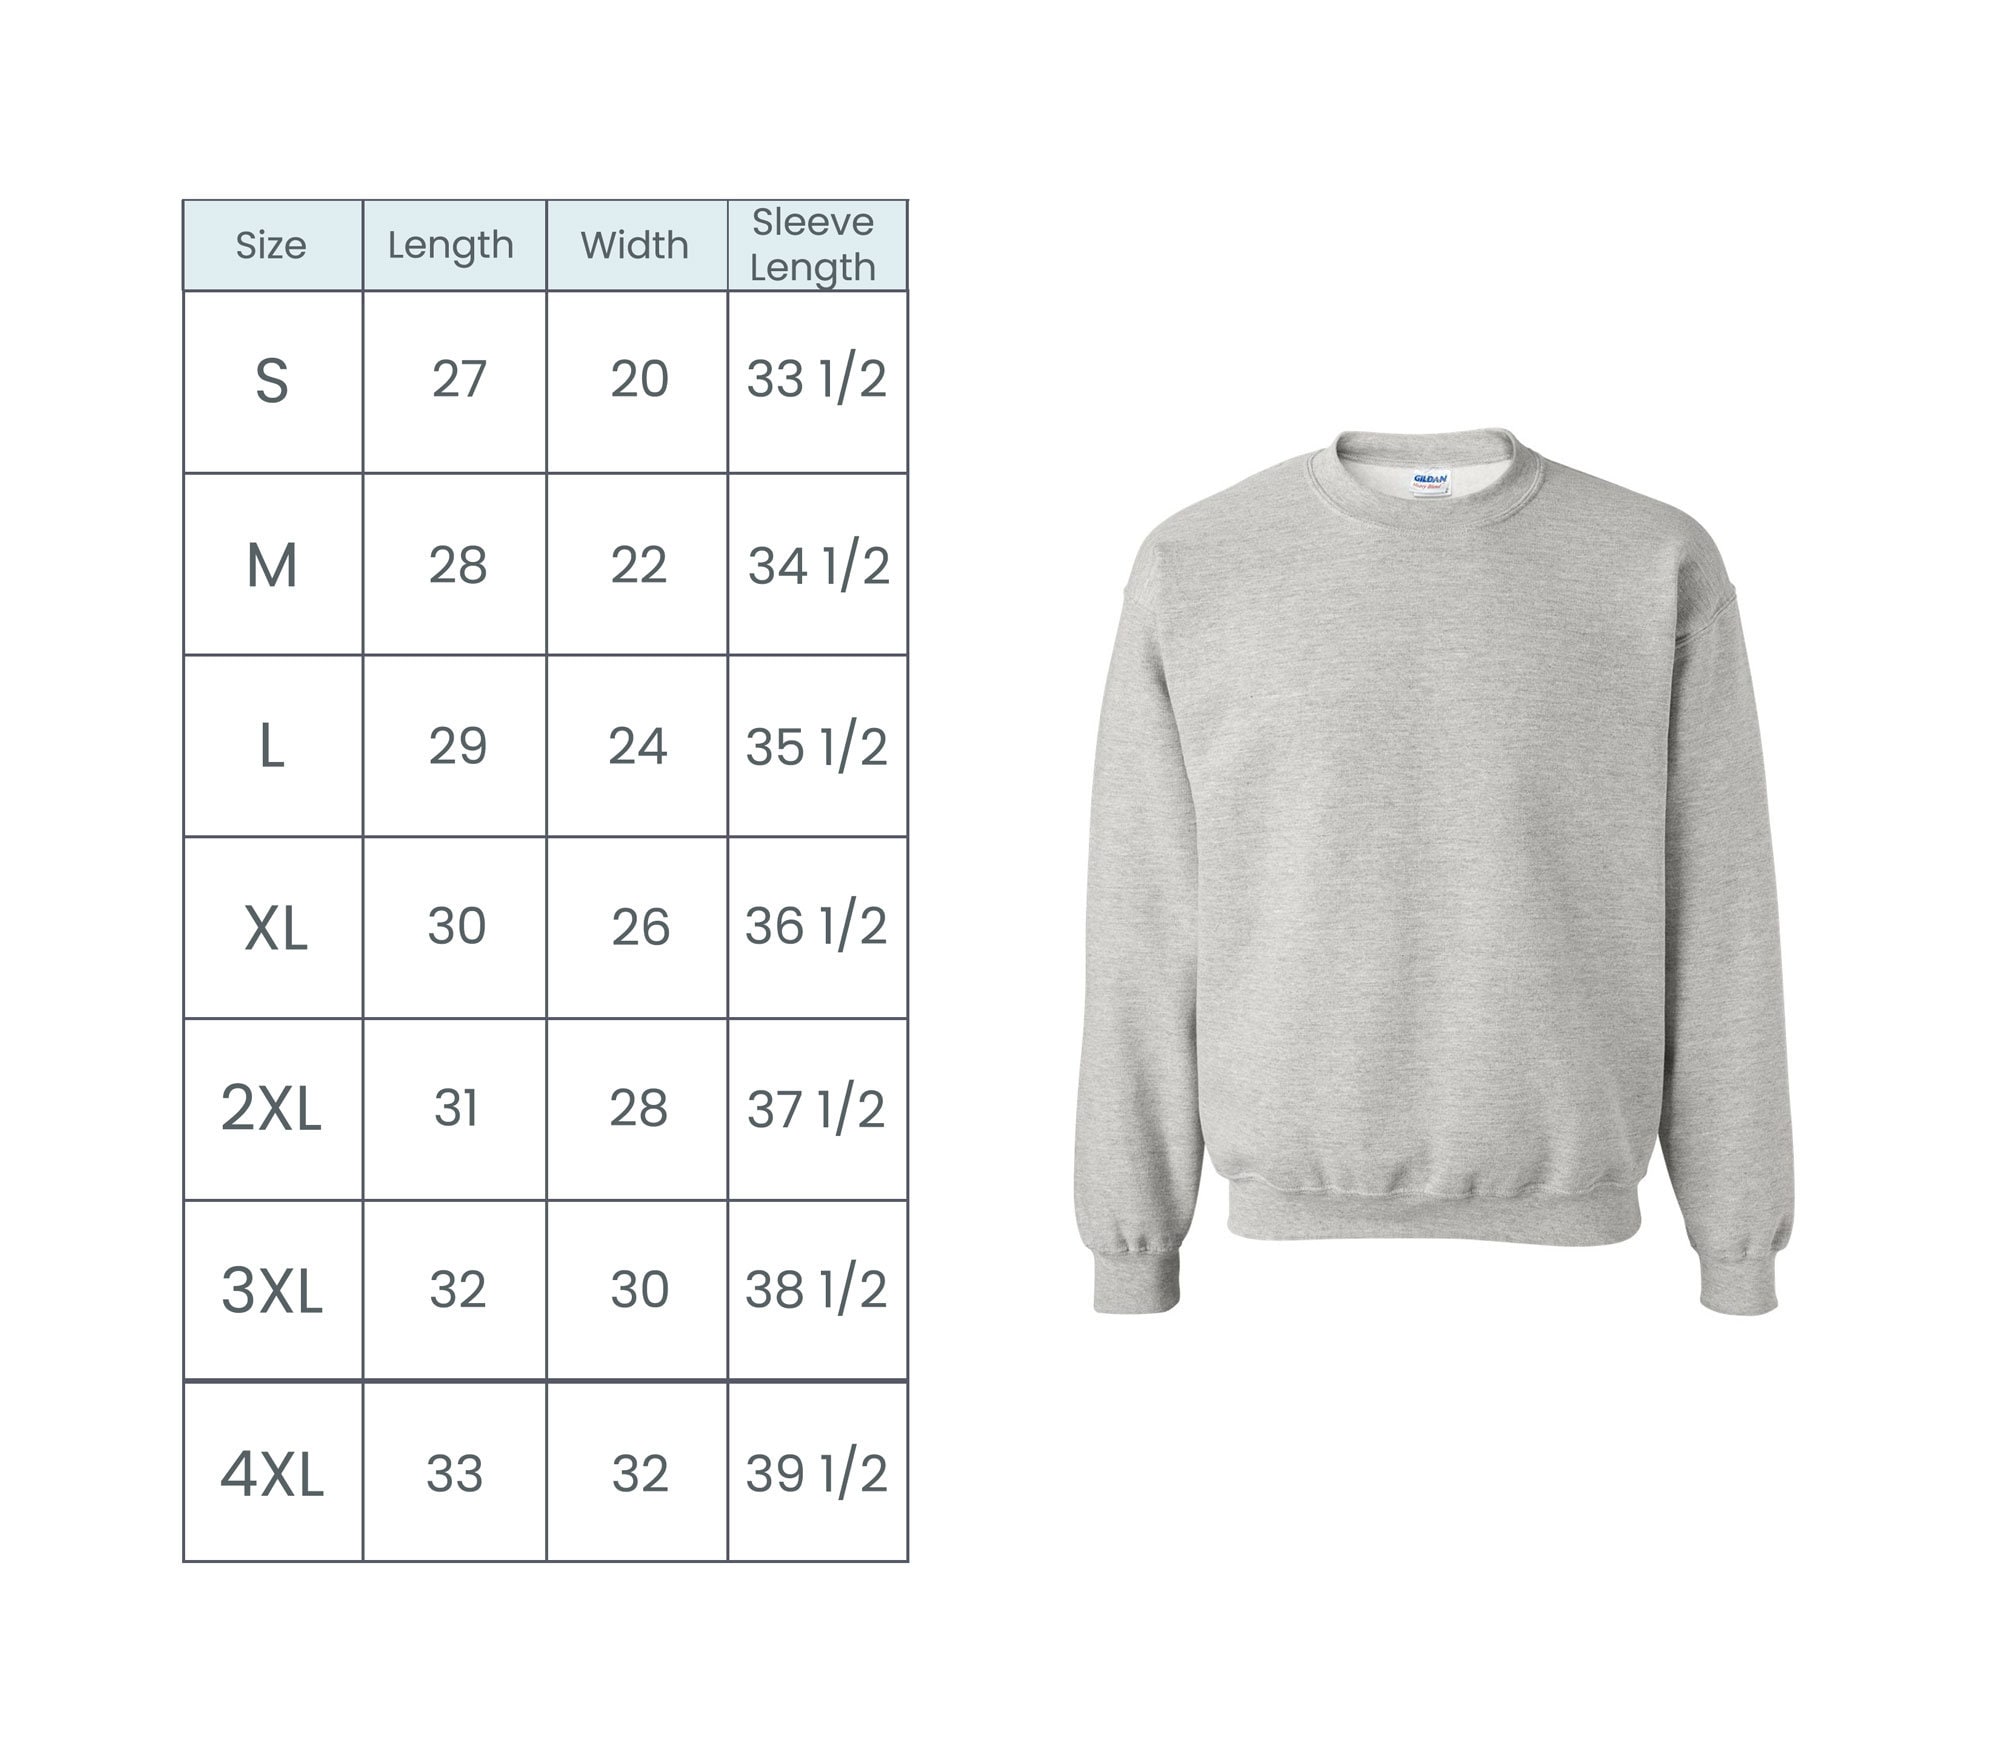 Size Length Width Sleeve Length
S 27 20 33 1/2
M 28 22 34 1/2
L 29 24 35 1/2
XL 30 26 36 1/2
2XL 31 28 37 1/2
3XL 32 30 38 1/2
4XL 33 32 39 1/2
GILDAN
Heavy Blend